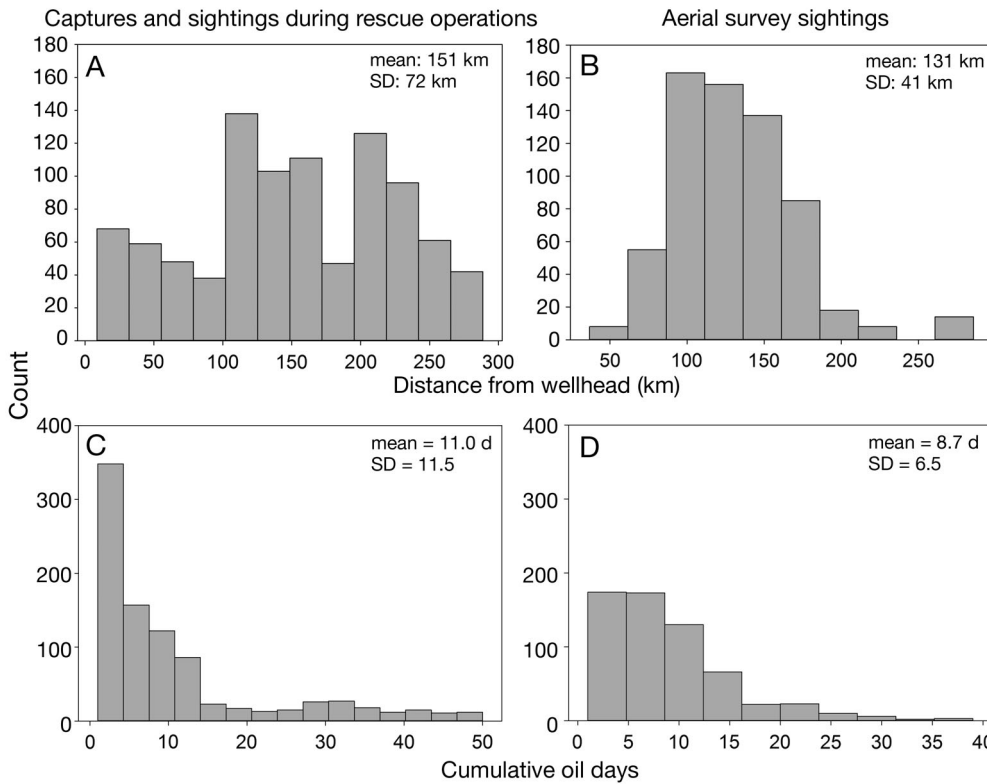 Captures and sightings during rescue operations
Aerial survey sightings
A
mean: 151 km
SD: 72 km
180
160
140
120
100
80
60
40
20
0
0 50 100 150 200 250 300
B
mean: 131 km
SD: 41 km
180
160
140
120
100
80
60
40
20
0
50 100 150 200 250
Distance from wellhead (km)
Count
C
mean = 11.0 d
SD = 11.5
400
300
200
100
0
0 10 20 30 40 50
D
mean = 8.7 d
SD = 6.5
400
300
200
100
0
0 5 10 15 20 25 30 35 40
Cumulative oil days